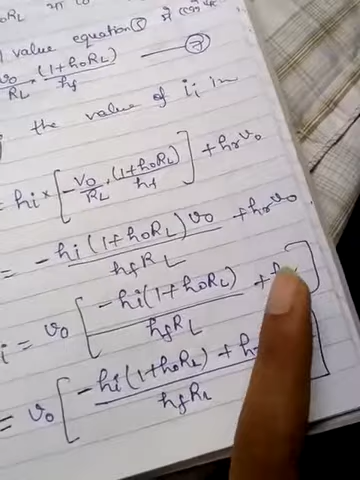 value equation ⑤ में
Vo/RL . (1+hoRL)/hf —— ⑦
the value of ii in
= hi × [-Vo/RL . (1+hoRL)/hf] + hrVo
= -hi(1+hoRL)Vo/hfRL + hrVo
i = Vo [-hi(1+hoRL)/hfRL + h
= Vo [-hi(1+hoRL) + h
hfRL